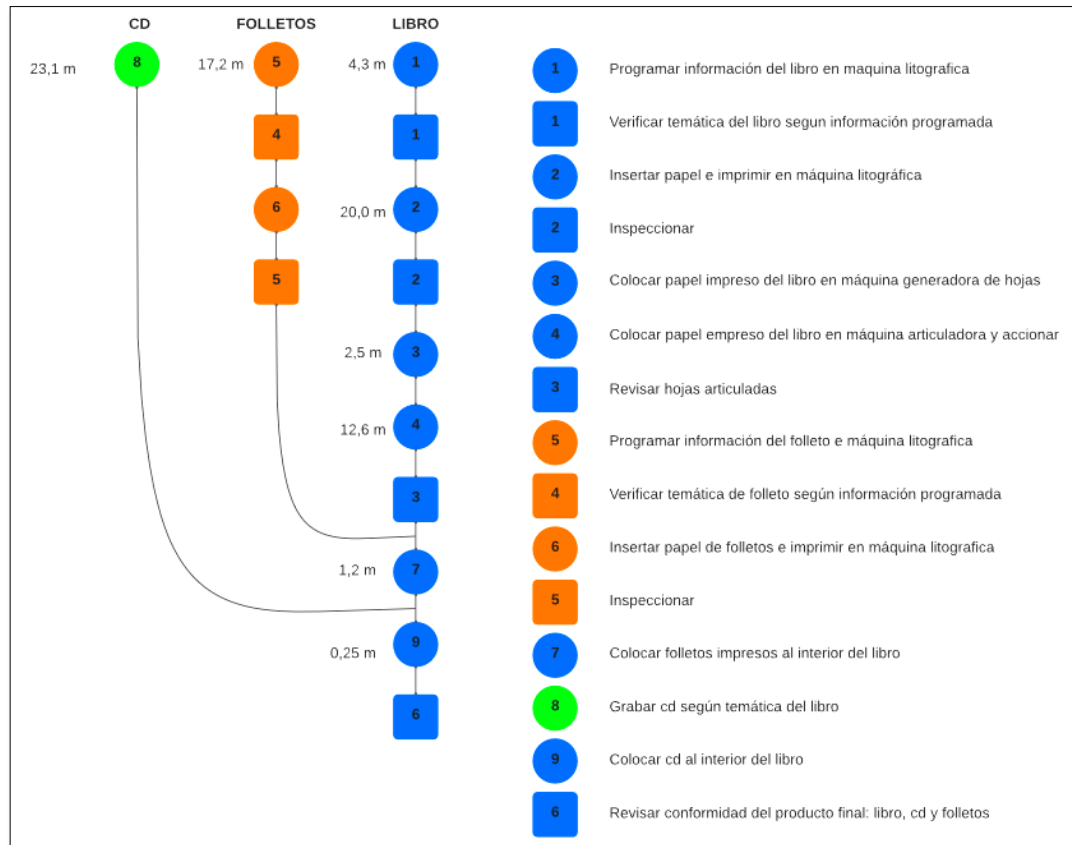 CD FOLLETOS LIBRO
23,1 m 8 17,2 m 5 4,3 m 1
4 1
6 20,0 m 2
5 2
2,5 m 3
12,6 m 4
3
1,2 m 7
9
0,25 m
6
1 Programar información del libro en maquina litografica
1 Verificar temática del libro segun información programada
2 Insertar papel e imprimir en máquina litográfica
2 Inspeccionar
3 Colocar papel impreso del libro en máquina generadora de hojas
4 Colocar papel empreso del libro en máquina articuladora y accionar
3 Revisar hojas articuladas
5 Programar información del folleto e máquina litografica
4 Verificar temática de folleto según información programada
6 Insertar papel de folletos e imprimir en máquina litografica
5 Inspeccionar
7 Colocar folletos impresos al interior del libro
8 Grabar cd según temática del libro
9 Colocar cd al interior del libro
6 Revisar conformidad del producto final: libro, cd y folletos